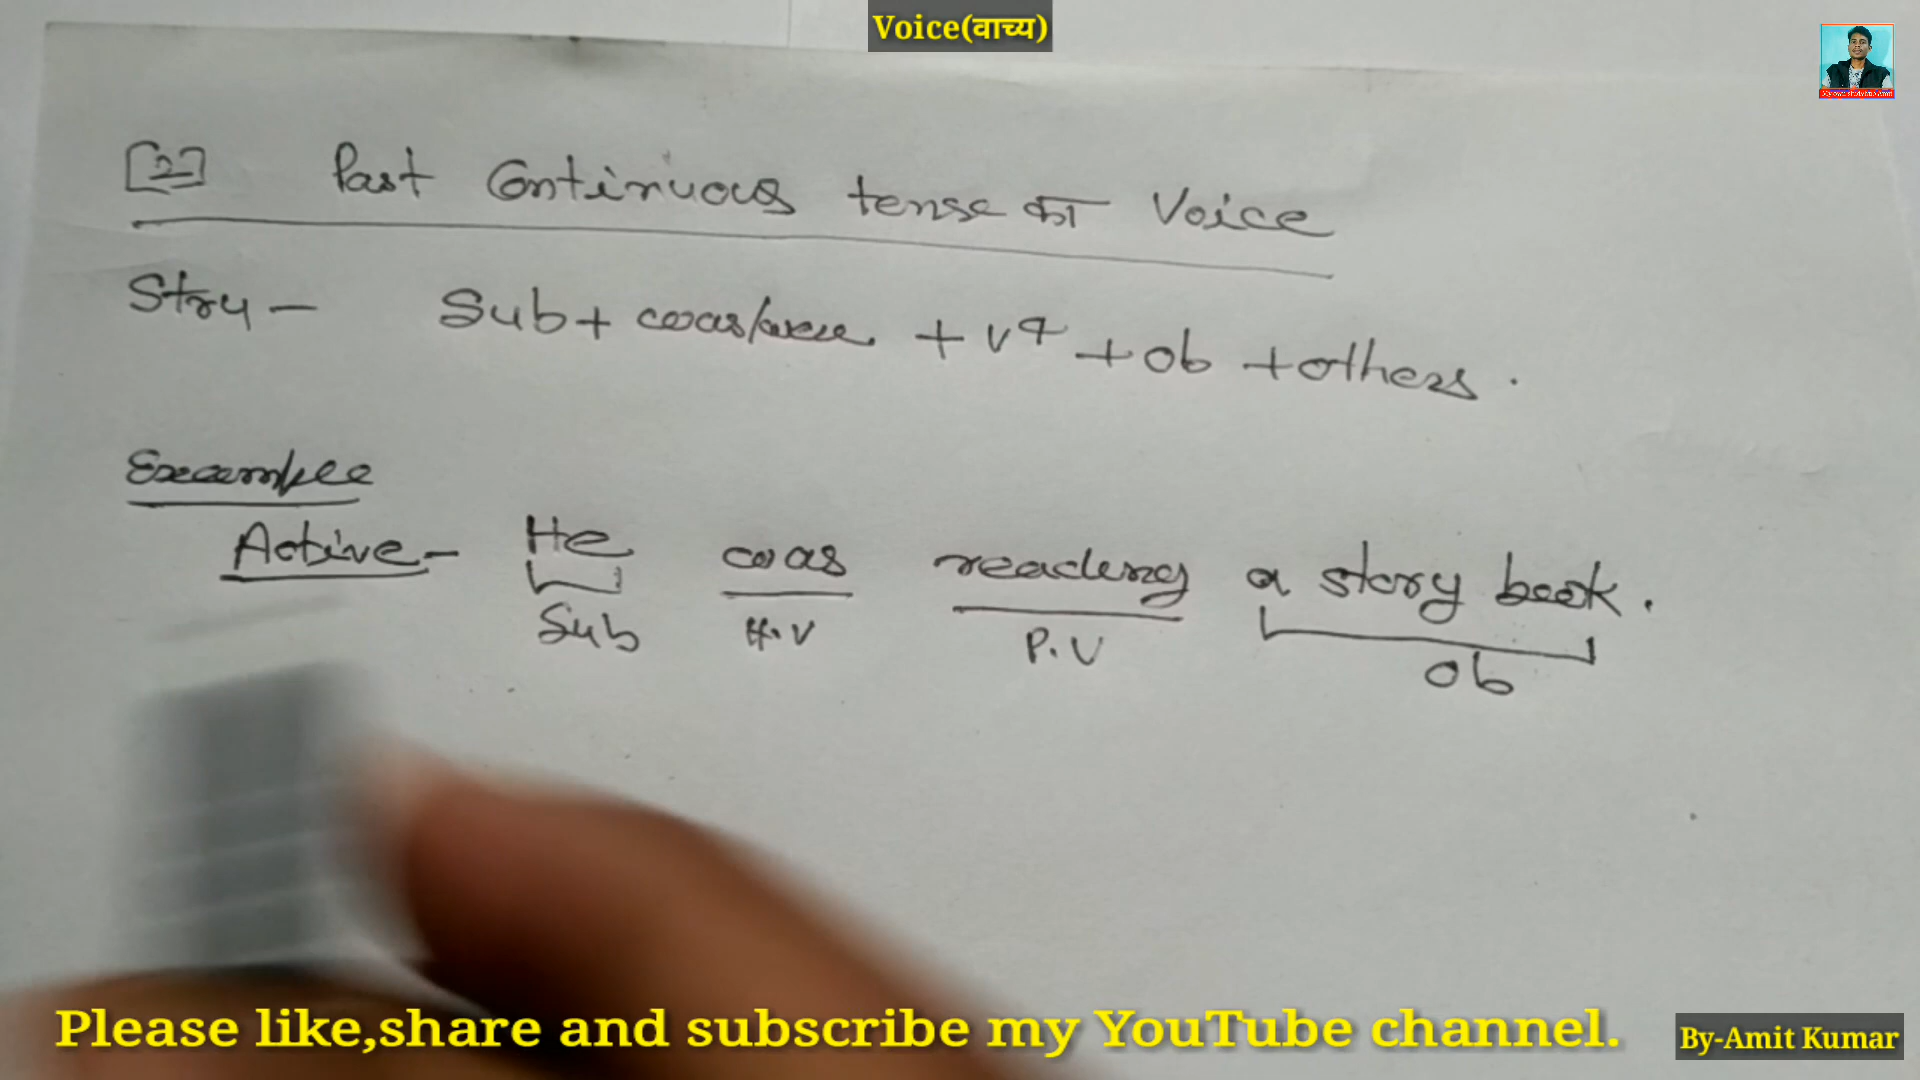 Voice(वाच्य)
[2] Past Continuous tense का Voice
Stru - Sub + was/were + v4 + ob + others.
Example
Active - He was reading a story book.
Sub H.V P.V ob
Please like,share and subscribe my YouTube channel.
By-Amit Kumar